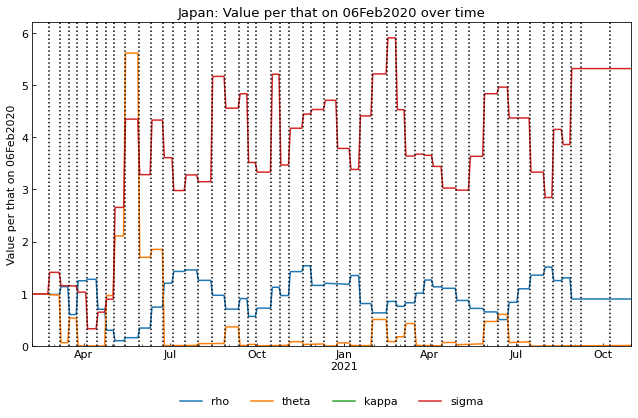 Japan: Value per that on 06Feb2020 over time
Value per that on 06Feb2020
6
5
4
3
2
1
0
Apr Jul Oct Jan Apr Jul Oct
2021
rho theta kappa sigma